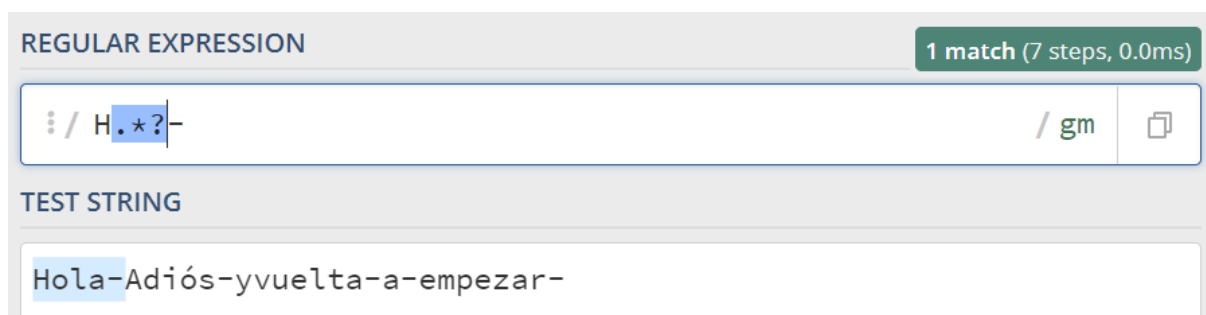 REGULAR EXPRESSION
1 match (7 steps, 0.0ms)
/ H.*?- / gm
TEST STRING
Hola-Adiós-yvuelta-a-empezar-